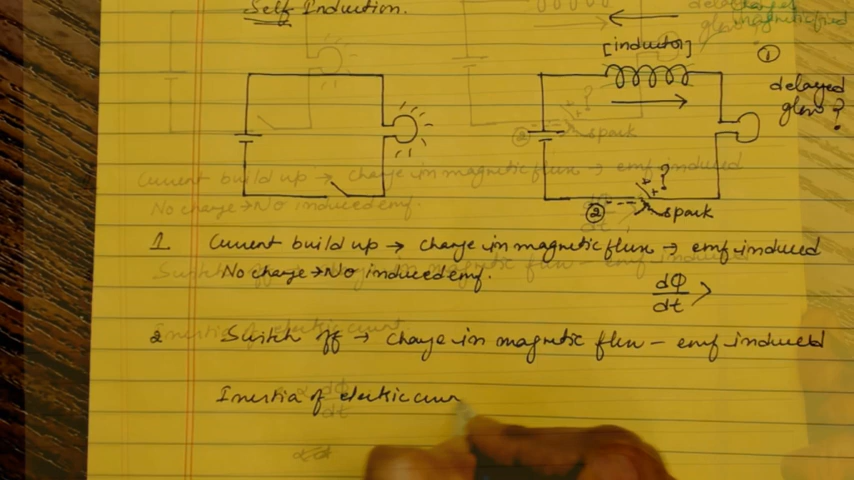 Self Induction.
[inductor]
①
delayed
glow?
?
spark
②
?
spark
②
1. Current build up → change in magnetic flux → emf induced
No change → No induced emf.
dΦ
dt >
2 Switch off → change in magnetic flux - emf induced
Inertia of electric curr